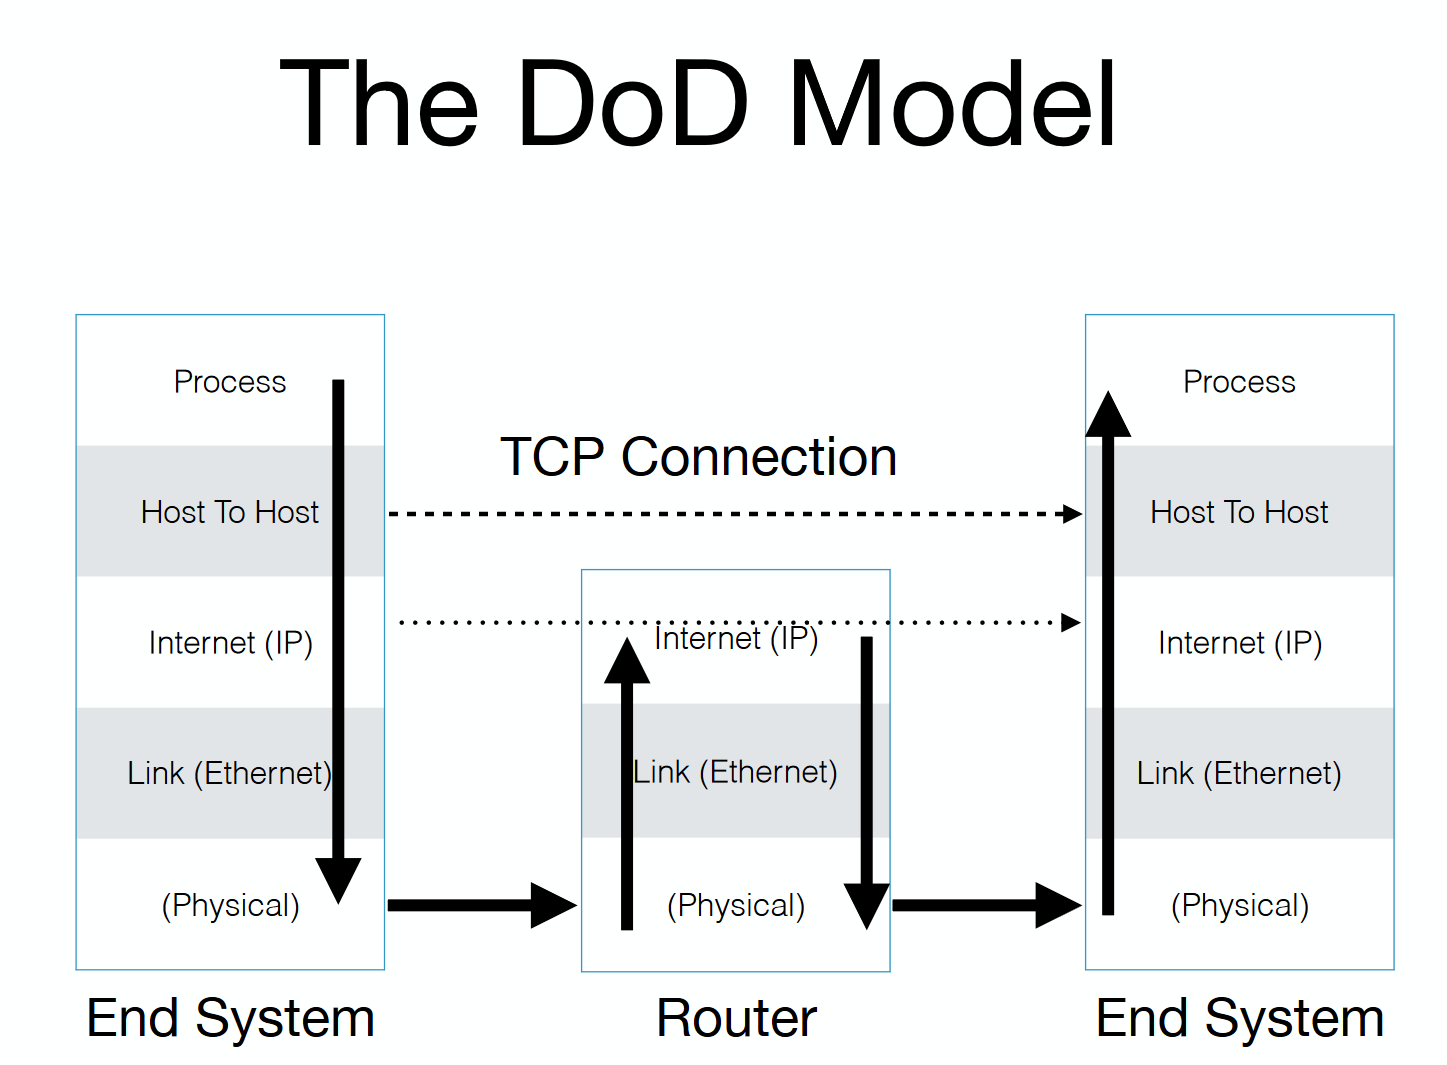 The DoD Model
Process
Host To Host
Internet (IP)
Link (Ethernet)
(Physical)
End System
TCP Connection
Internet (IP)
Link (Ethernet)
(Physical)
Router
Process
Host To Host
Internet (IP)
Link (Ethernet)
(Physical)
End System